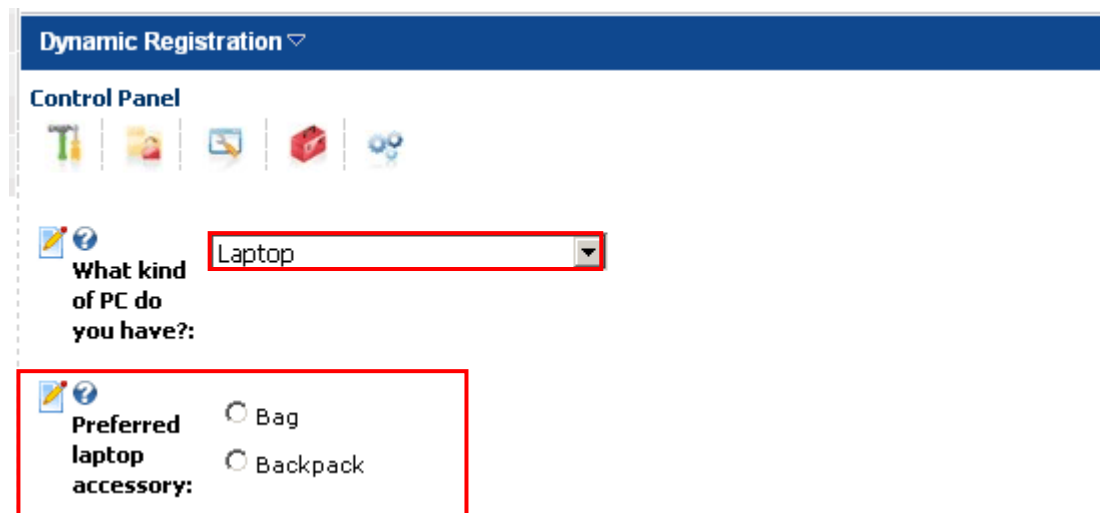 Dynamic Registration
Control Panel
Laptop
What kind
of PC do
you have?:
Preferred
laptop
accessory:
Bag
Backpack